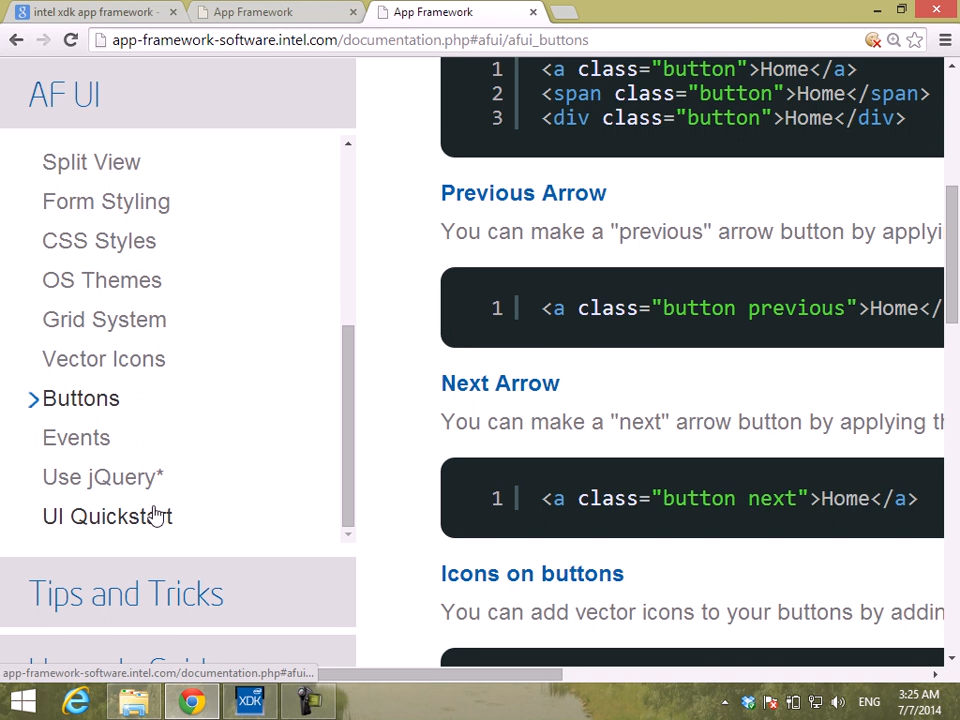 intel xdk app framework -
App Framework
App Framework
app-framework-software.intel.com/documentation.php#afui/afui_buttons
AF UI
Split View
Form Styling
CSS Styles
OS Themes
Grid System
Vector Icons
Buttons
Events
Use jQuery*
UI Quickstart
Tips and Tricks
1 <a class="button">Home</a>
2 <span class="button">Home</span>
3 <div class="button">Home</div>
Previous Arrow
You can make a "previous" arrow button by applyi
1 <a class="button previous">Home</
Next Arrow
You can make a "next" arrow button by applying th
1 <a class="button next">Home</a>
Icons on buttons
You can add vector icons to your buttons by addin
app-framework-software.intel.com/documentation.php#afui...
XDK
ENG
3:25 AM
7/7/2014